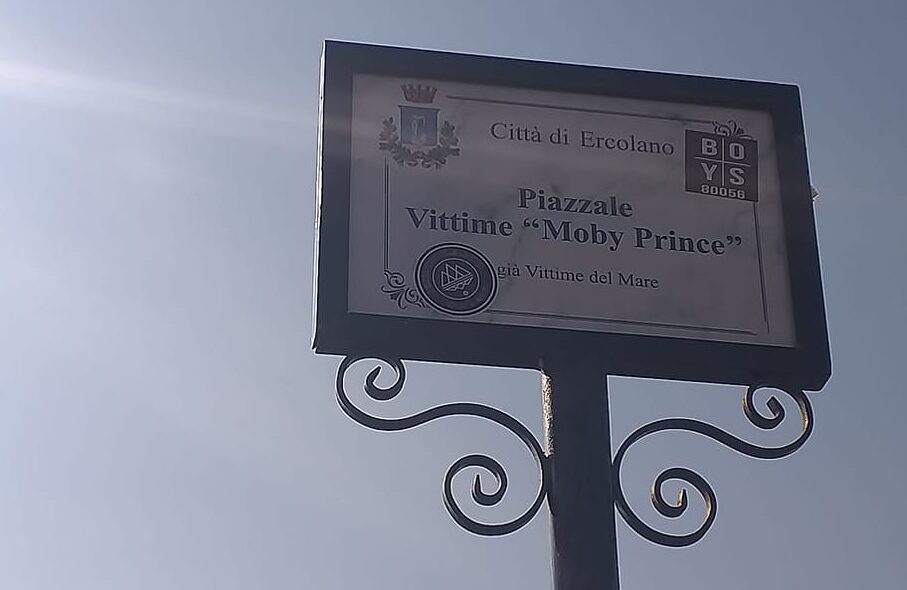 Città di Ercolano
BO
YS
80056
Piazzale
Vittime “Moby Prince”
già Vittime del Mare